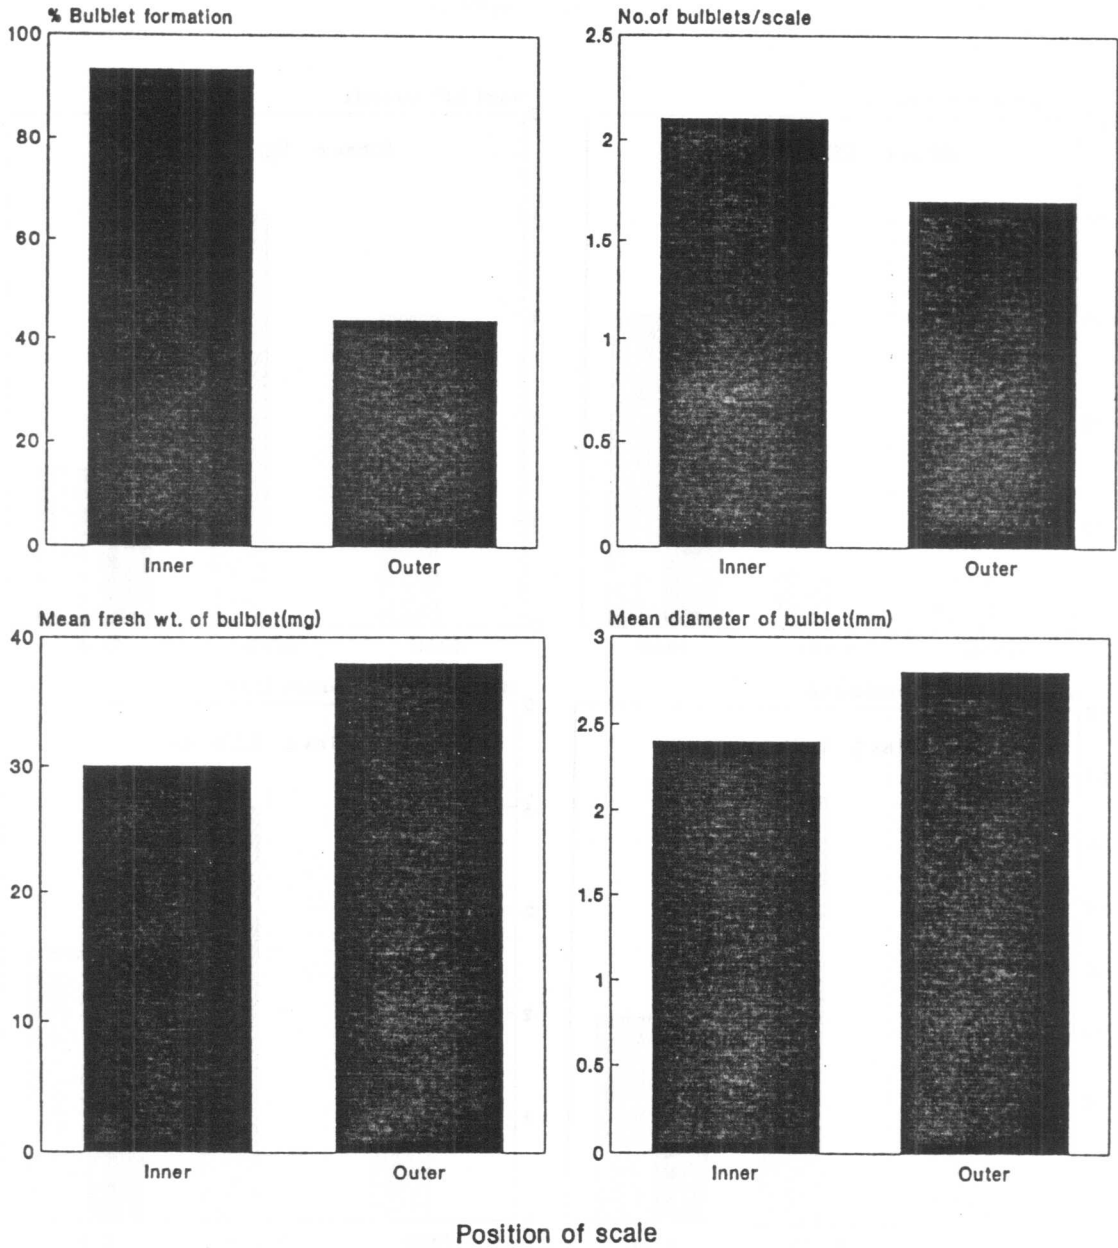 % Bulblet formation
100
80
60
40
20
0
Inner Outer
No.of bulblets/scale
2.5
2
1.5
1
0.5
0
Inner Outer
Mean fresh wt. of bulblet(mg)
40
30
20
10
0
Inner Outer
Mean diameter of bulblet(mm)
3
2.5
2
1.5
1
0.5
0
Inner Outer
Position of scale